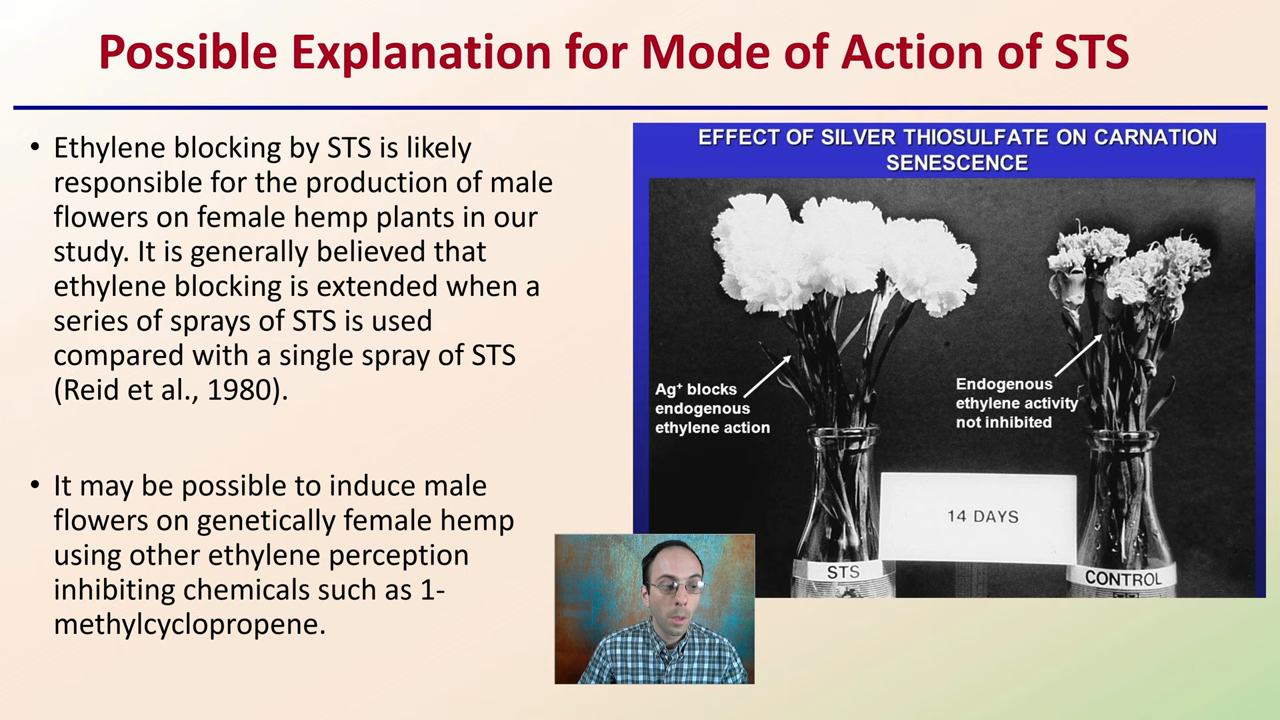 Possible Explanation for Mode of Action of STS
• Ethylene blocking by STS is likely
responsible for the production of male
flowers on female hemp plants in our
study. It is generally believed that
ethylene blocking is extended when a
series of sprays of STS is used
compared with a single spray of STS
(Reid et al., 1980).
• It may be possible to induce male
flowers on genetically female hemp
using other ethylene perception
inhibiting chemicals such as 1-
methylcyclopropene.
EFFECT OF SILVER THIOSULFATE ON CARNATION
SENESCENCE
Ag⁺ blocks
endogenous
ethylene action
Endogenous
ethylene activity
not inhibited
14 DAYS
STS
CONTROL